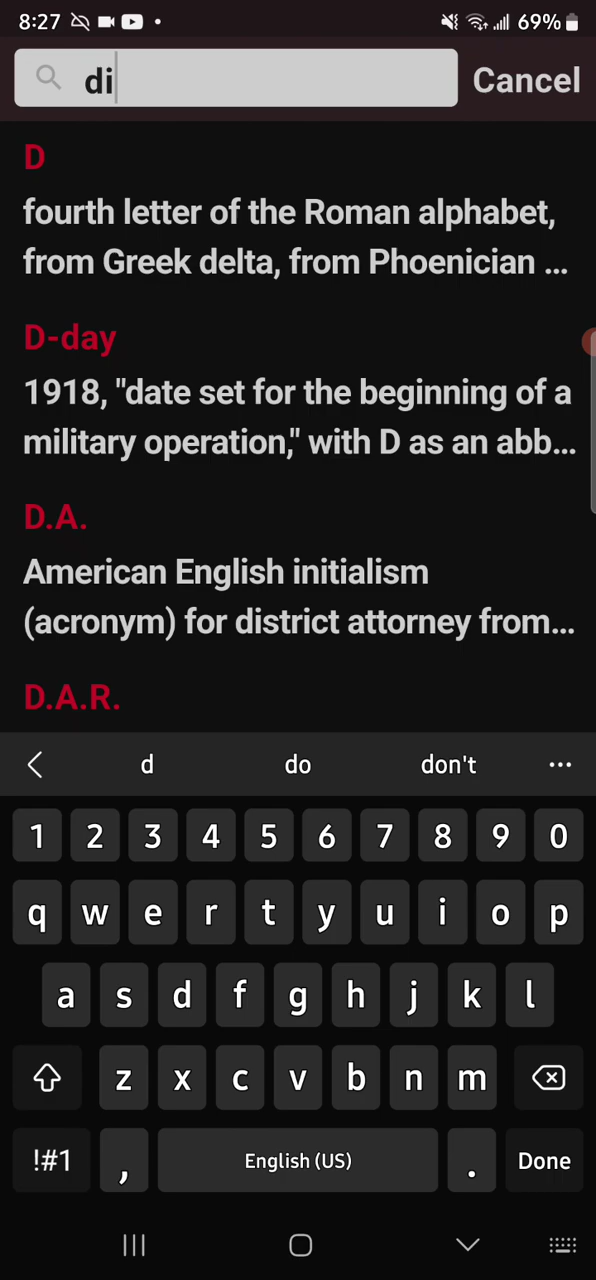 8:27 69%
di Cancel
D
fourth letter of the Roman alphabet,
from Greek delta, from Phoenician ...
D-day
1918, "date set for the beginning of a
military operation," with D as an abb...
D.A.
American English initialism
(acronym) for district attorney from...
D.A.R.
d do don't
1 2 3 4 5 6 7 8 9 0
q w e r t y u i o p
a s d f g h j k l
z x c v b n m
!#1 , English (US) . Done